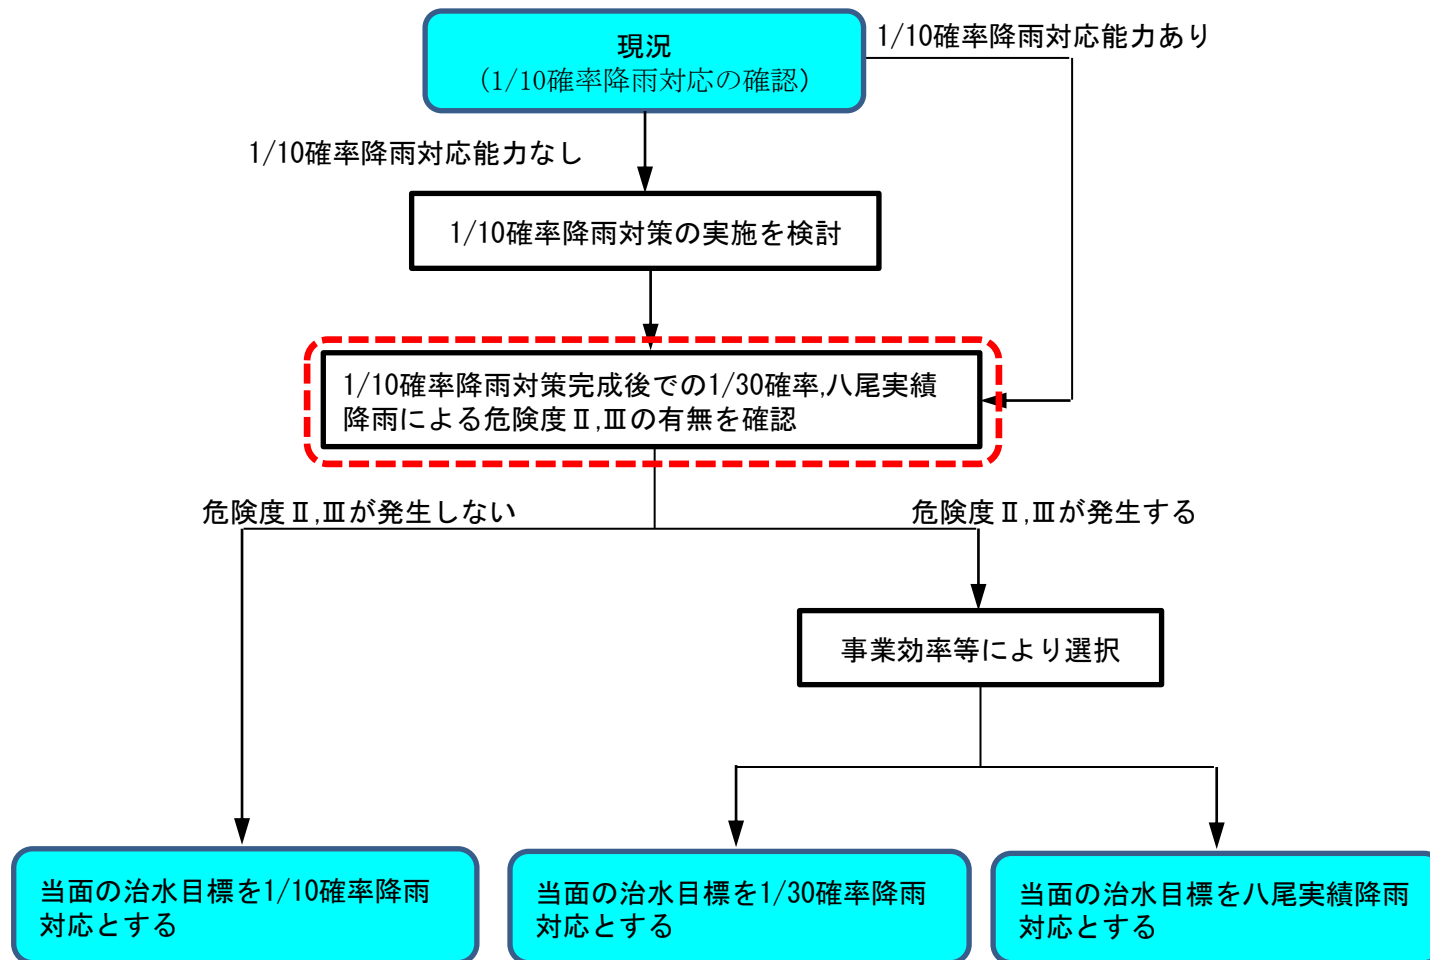 現況
（1/10確率降雨対応の確認）
1/10確率降雨対応能力あり
1/10確率降雨対応能力なし
1/10確率降雨対策の実施を検討
1/10確率降雨対策完成後での1/30確率,八尾実績
降雨による危険度Ⅱ,Ⅲの有無を確認
危険度Ⅱ,Ⅲが発生しない
危険度Ⅱ,Ⅲが発生する
事業効率等により選択
当面の治水目標を1/10確率降雨
対応とする
当面の治水目標を1/30確率降雨
対応とする
当面の治水目標を八尾実績降雨
対応とする